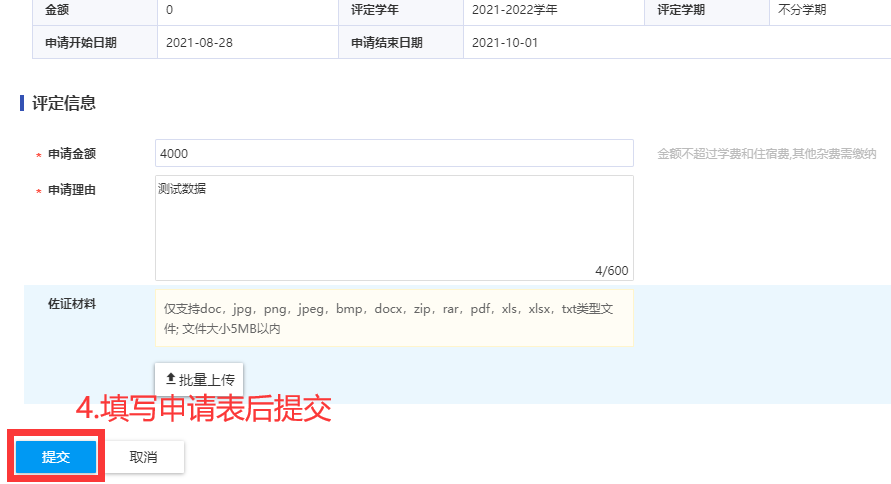 金额 0 评定学年 2021-2022学年 评定学期 不分学期
申请开始日期 2021-08-28 申请结束日期 2021-10-01
评定信息
* 申请金额 4000 金额不超过学费和住宿费,其他杂费需缴纳
* 申请理由 测试数据
4/600
佐证材料 仅支持doc，jpg，png，jpeg，bmp，docx，zip，rar，pdf，xls，xlsx，txt类型文
件; 文件大小5MB以内
批量上传
4.填写申请表后提交
提交 取消